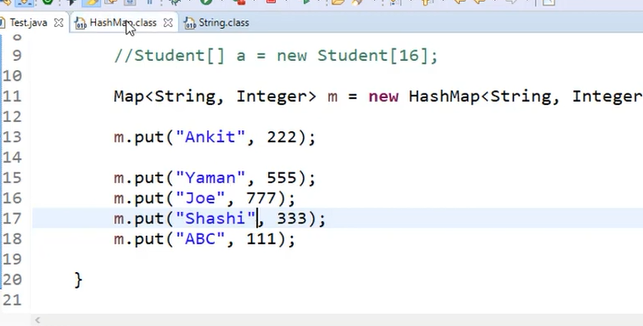 Test.java HashMap.class String.class
8
9 //Student[] a = new Student[16];
10
11 Map<String, Integer> m = new HashMap<String, Integer
12
13 m.put("Ankit", 222);
14
15 m.put("Yaman", 555);
16 m.put("Joe", 777);
17 m.put("Shashi", 333);
18 m.put("ABC", 111);
19
20 }
21